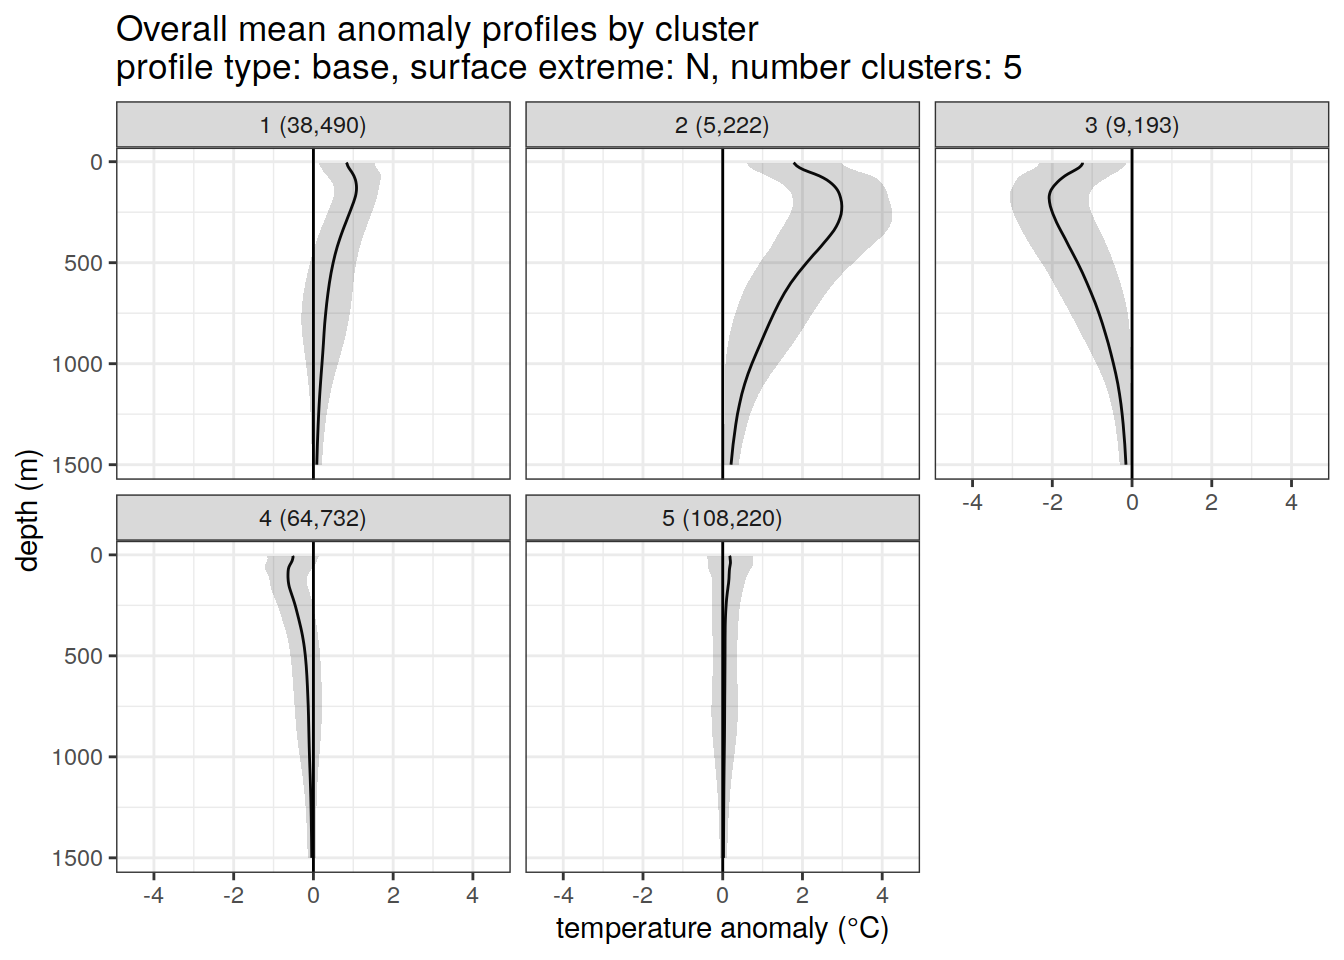 Overall mean anomaly profiles by cluster
profile type: base, surface extreme: N, number clusters: 5
1 (38,490)
2 (5,222)
3 (9,193)
0
500
1000
1500
-4 -2 0 2 4
depth (m)
4 (64,732)
5 (108,220)
0
500
1000
1500
-4 -2 0 2 4
-4 -2 0 2 4
temperature anomaly (°C)